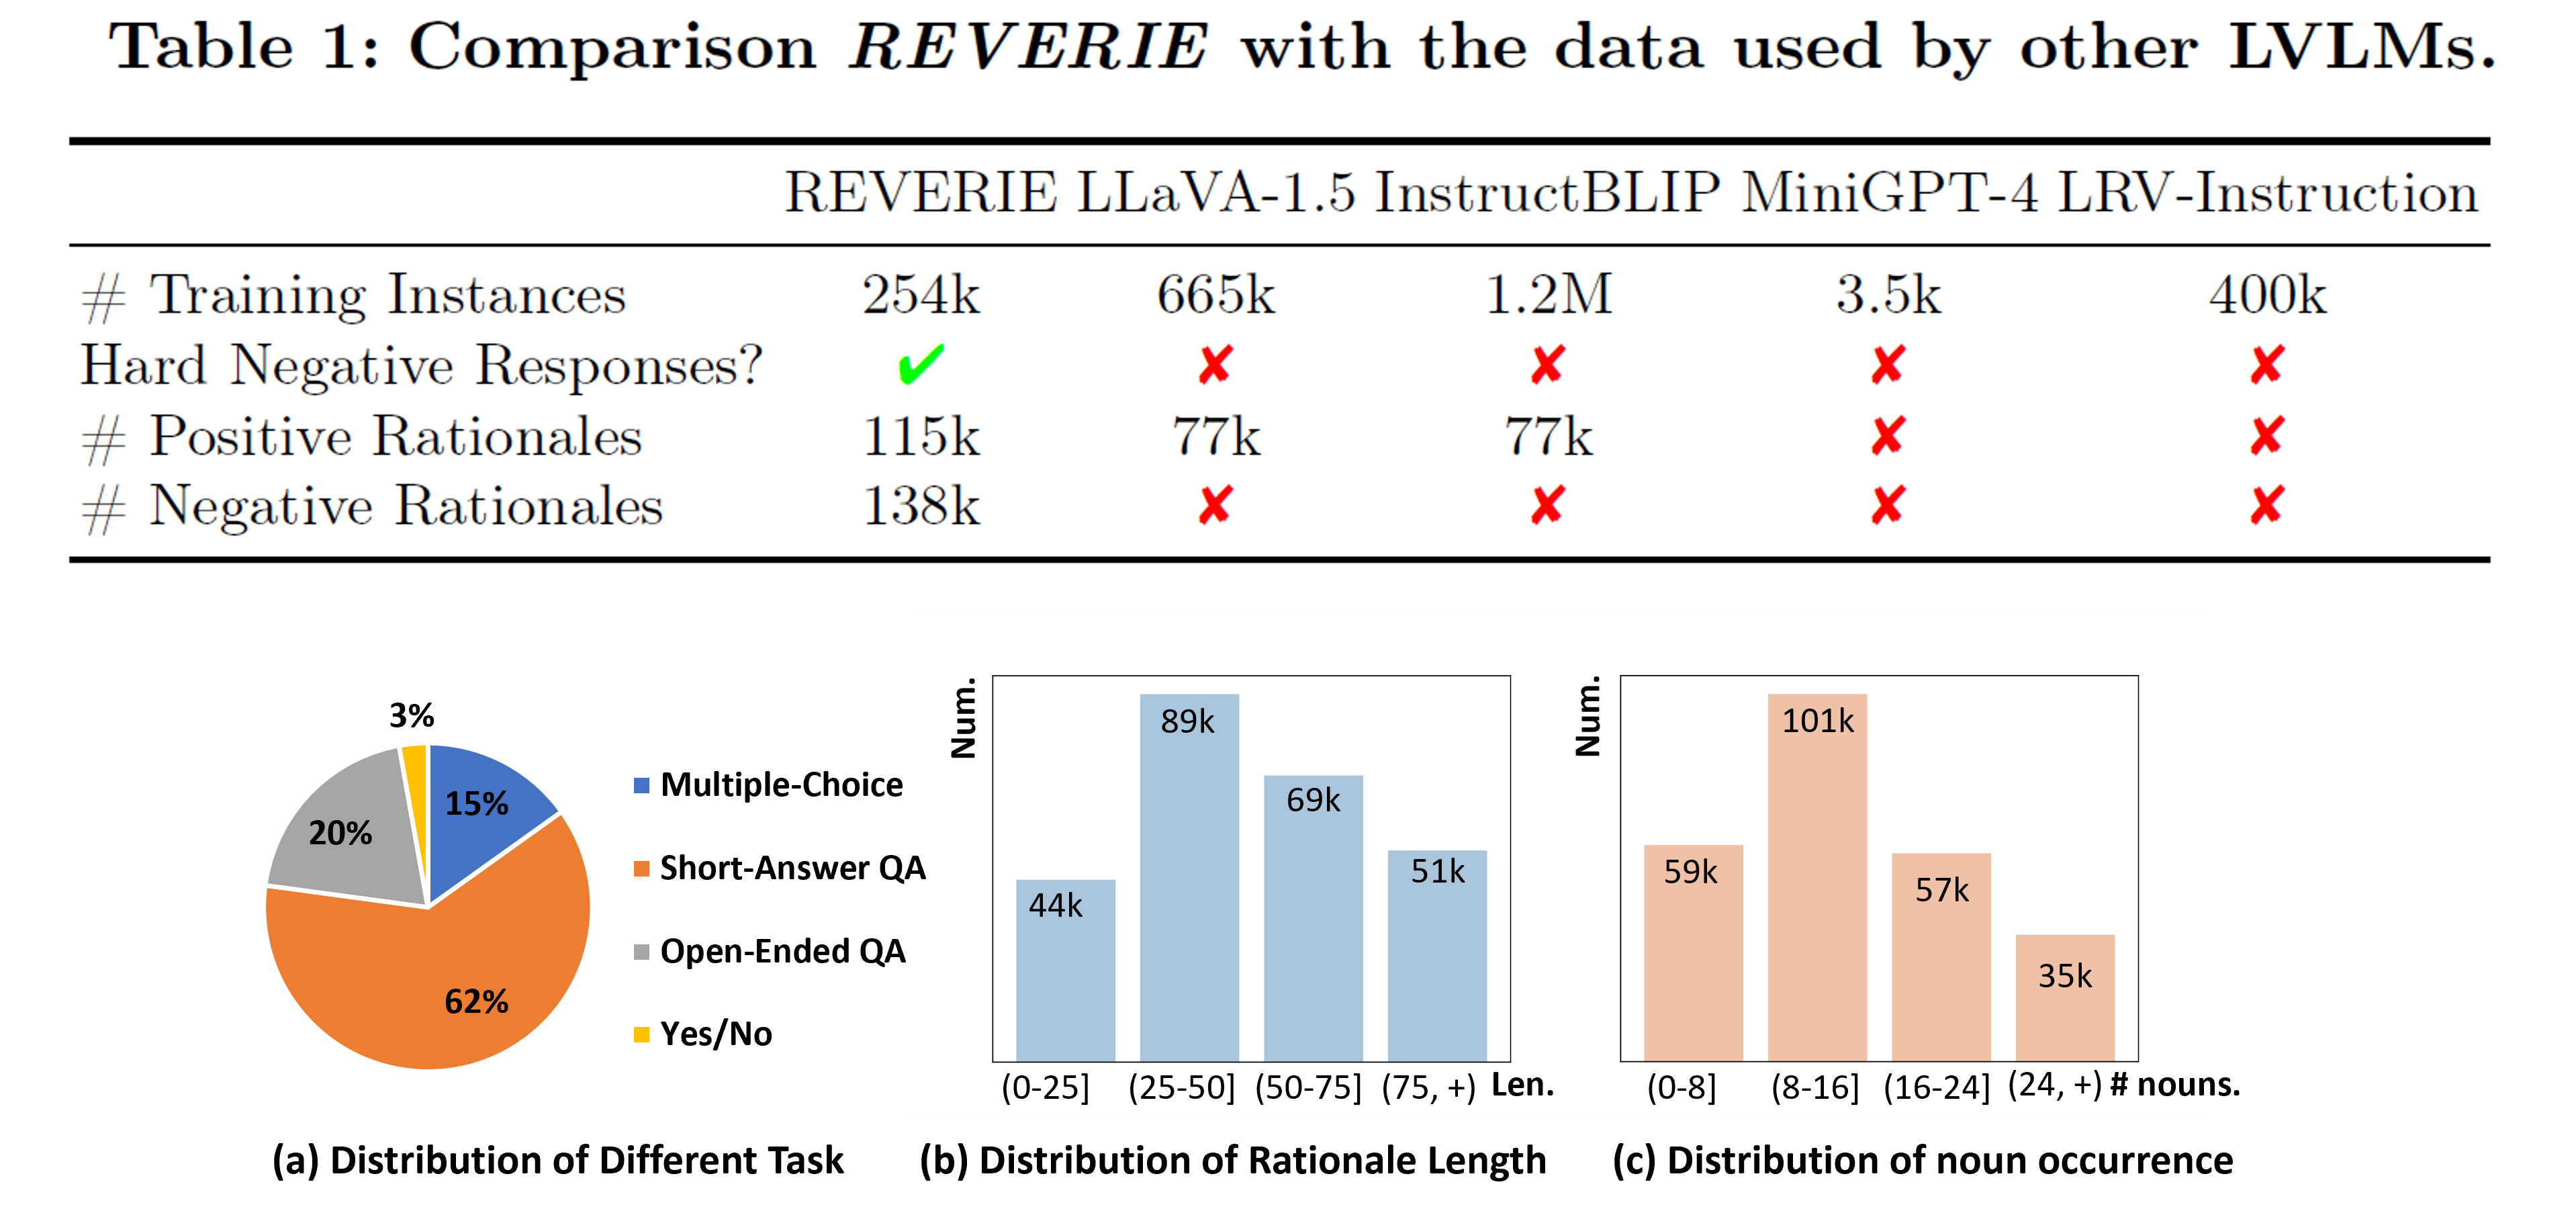 Table 1: Comparison REVERIE with the data used by other LVLMs.
REVERIE LLaVA-1.5 InstructBLIP MiniGPT-4 LRV-Instruction
# Training Instances 254k 665k 1.2M 3.5k 400k
Hard Negative Responses? ✔ ✘ ✘ ✘ ✘
# Positive Rationales 115k 77k 77k ✘ ✘
# Negative Rationales 138k ✘ ✘ ✘ ✘
3%
15%
20%
62%
Multiple-Choice
Short-Answer QA
Open-Ended QA
Yes/No
(a) Distribution of Different Task
Num.
44k
89k
69k
51k
(0-25] (25-50] (50-75] (75, +) Len.
(b) Distribution of Rationale Length
Num.
59k
101k
57k
35k
(0-8] (8-16] (16-24] (24, +) # nouns.
(c) Distribution of noun occurrence